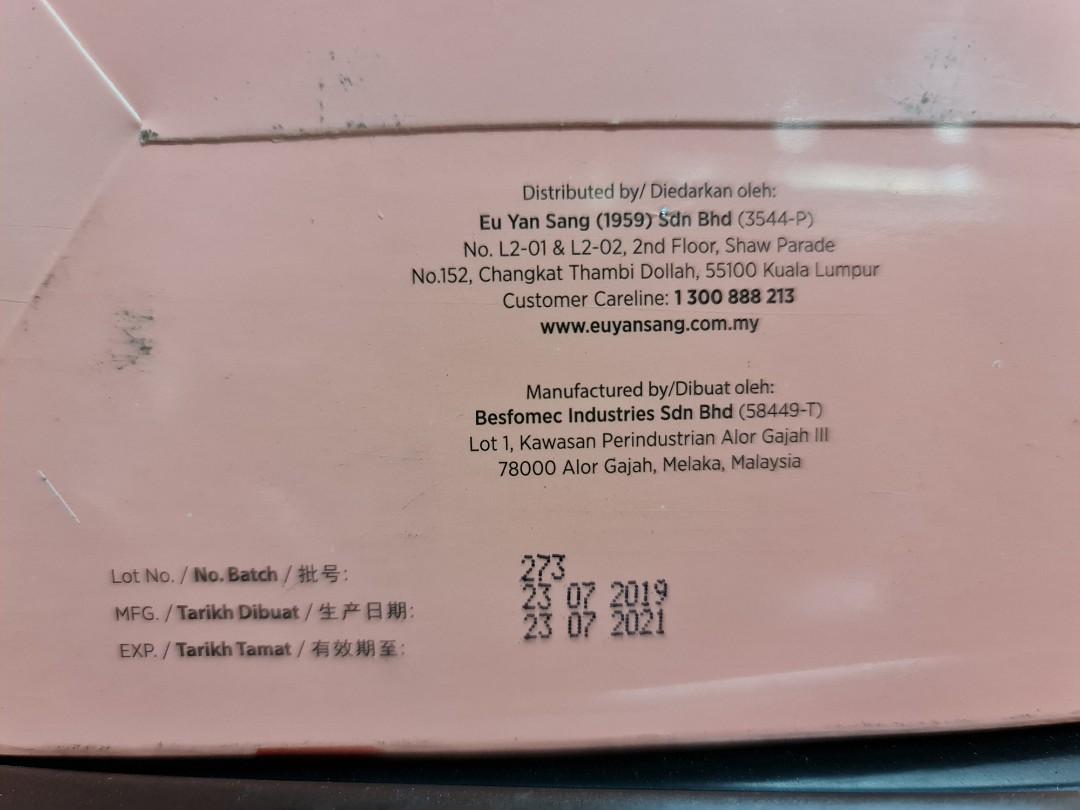 Distributed by/ Diedarkan oleh:
Eu Yan Sang (1959) Sdn Bhd (3544-P)
No. L2-01 & L2-02, 2nd Floor, Shaw Parade
No.152, Changkat Thambi Dollah, 55100 Kuala Lumpur
Customer Careline: 1 300 888 213
www.euyansang.com.my
Manufactured by/Dibuat oleh:
Besfomec Industries Sdn Bhd (58449-T)
Lot 1, Kawasan Perindustrian Alor Gajah III
78000 Alor Gajah, Melaka, Malaysia
Lot No. / No. Batch / 批号: 273
MFG. / Tarikh Dibuat / 生产日期: 23 07 2019
EXP. / Tarikh Tamat / 有效期至: 23 07 2021